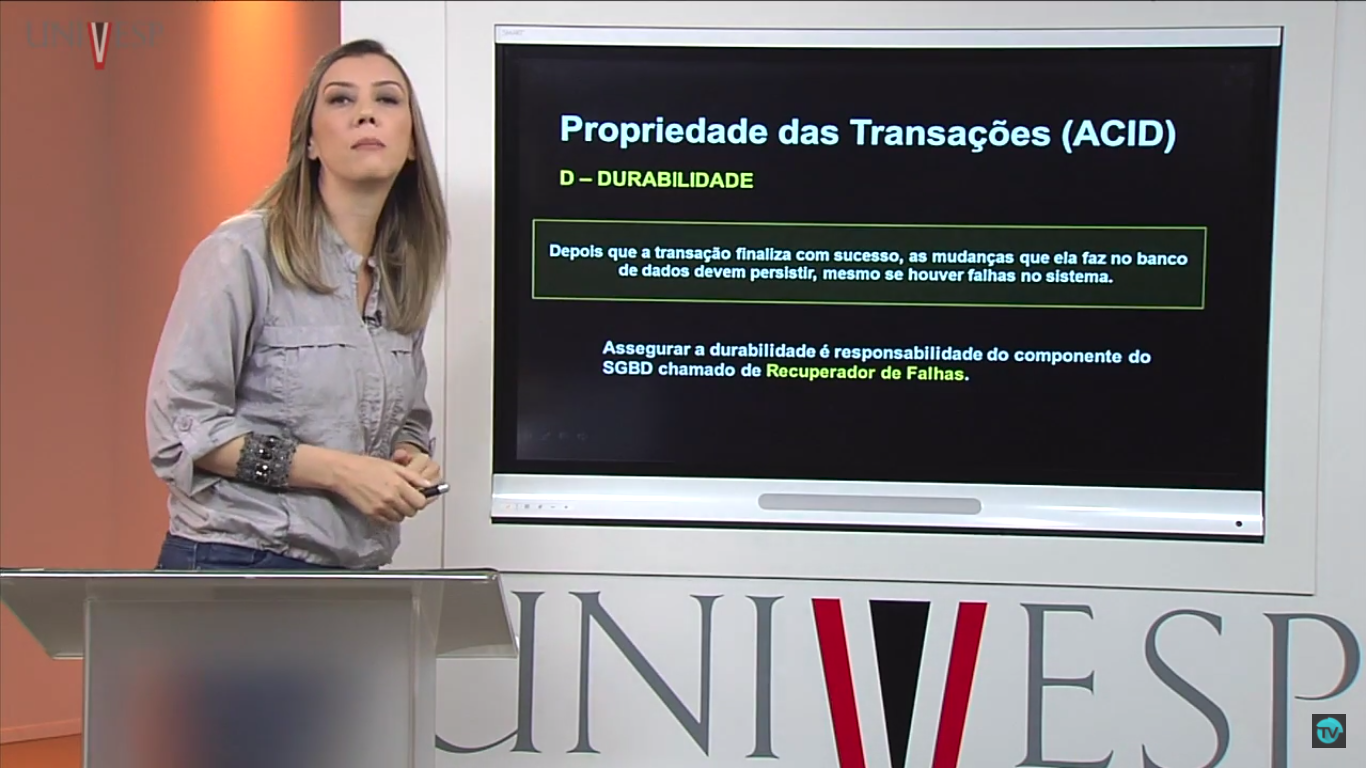 UNIVESP
SMART
Propriedade das Transações (ACID)
D – DURABILIDADE
Depois que a transação finaliza com sucesso, as mudanças que ela faz no banco
de dados devem persistir, mesmo se houver falhas no sistema.
Assegurar a durabilidade é responsabilidade do componente do
SGBD chamado de Recuperador de Falhas.
UNIVESP
TV